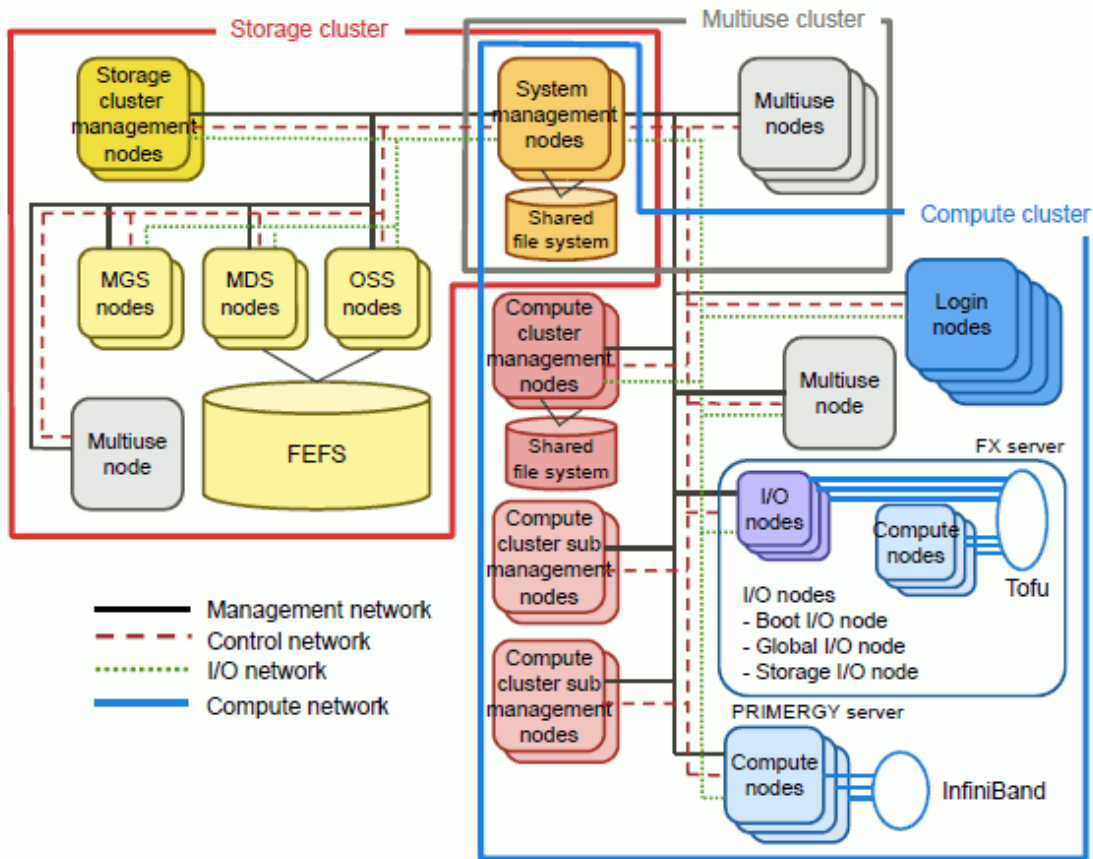 Storage cluster
Multiuse cluster
Storage
cluster
management
nodes
System
management
nodes
Multiuse
nodes
Shared
file system
Compute cluster
MGS
nodes
MDS
nodes
OSS
nodes
Login
nodes
Compute
cluster
management
nodes
Multiuse
node
Shared
file system
Multiuse
node
FEFS
FX server
I/O
nodes
Compute
nodes
Tofu
Compute
cluster sub
management
nodes
I/O nodes
- Boot I/O node
- Global I/O node
- Storage I/O node
Management network
Control network
I/O network
Compute network
Compute
cluster sub
management
nodes
PRIMERGY server
Compute
nodes
InfiniBand